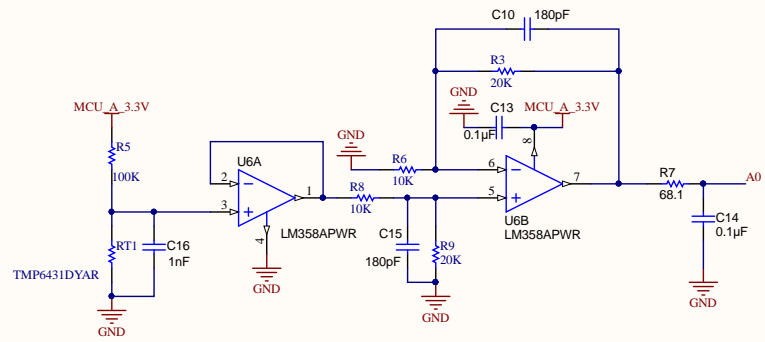 C10
180pF
R3
20K
GND
C13
MCU_A_3.3V
0.1µF
8
MCU_A_3.3V
R5
100K
GND
U6A
2
3
1
4
LM358APWR
R8
10K
R6
10K
6
5
7
U6B
LM358APWR
R7
68.1
A0
C14
0.1µF
RT1
C16
1nF
TMP6431DYAR
C15
180pF
R9
20K
GND
GND
GND
GND